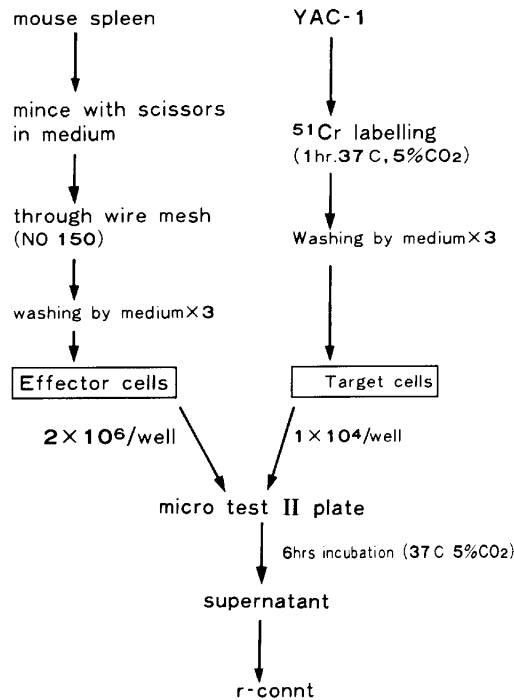 mouse spleen
mince with scissors
in medium
through wire mesh
(NO 150)
washing by medium×3
Effector cells
2×10⁶/well
YAC-1
⁵¹Cr labelling
(1hr.37 C, 5%CO₂)
Washing by medium×3
Target cells
1×10⁴/well
micro test II plate
6hrs incubation (37 C 5%CO₂)
supernatant
r-connt